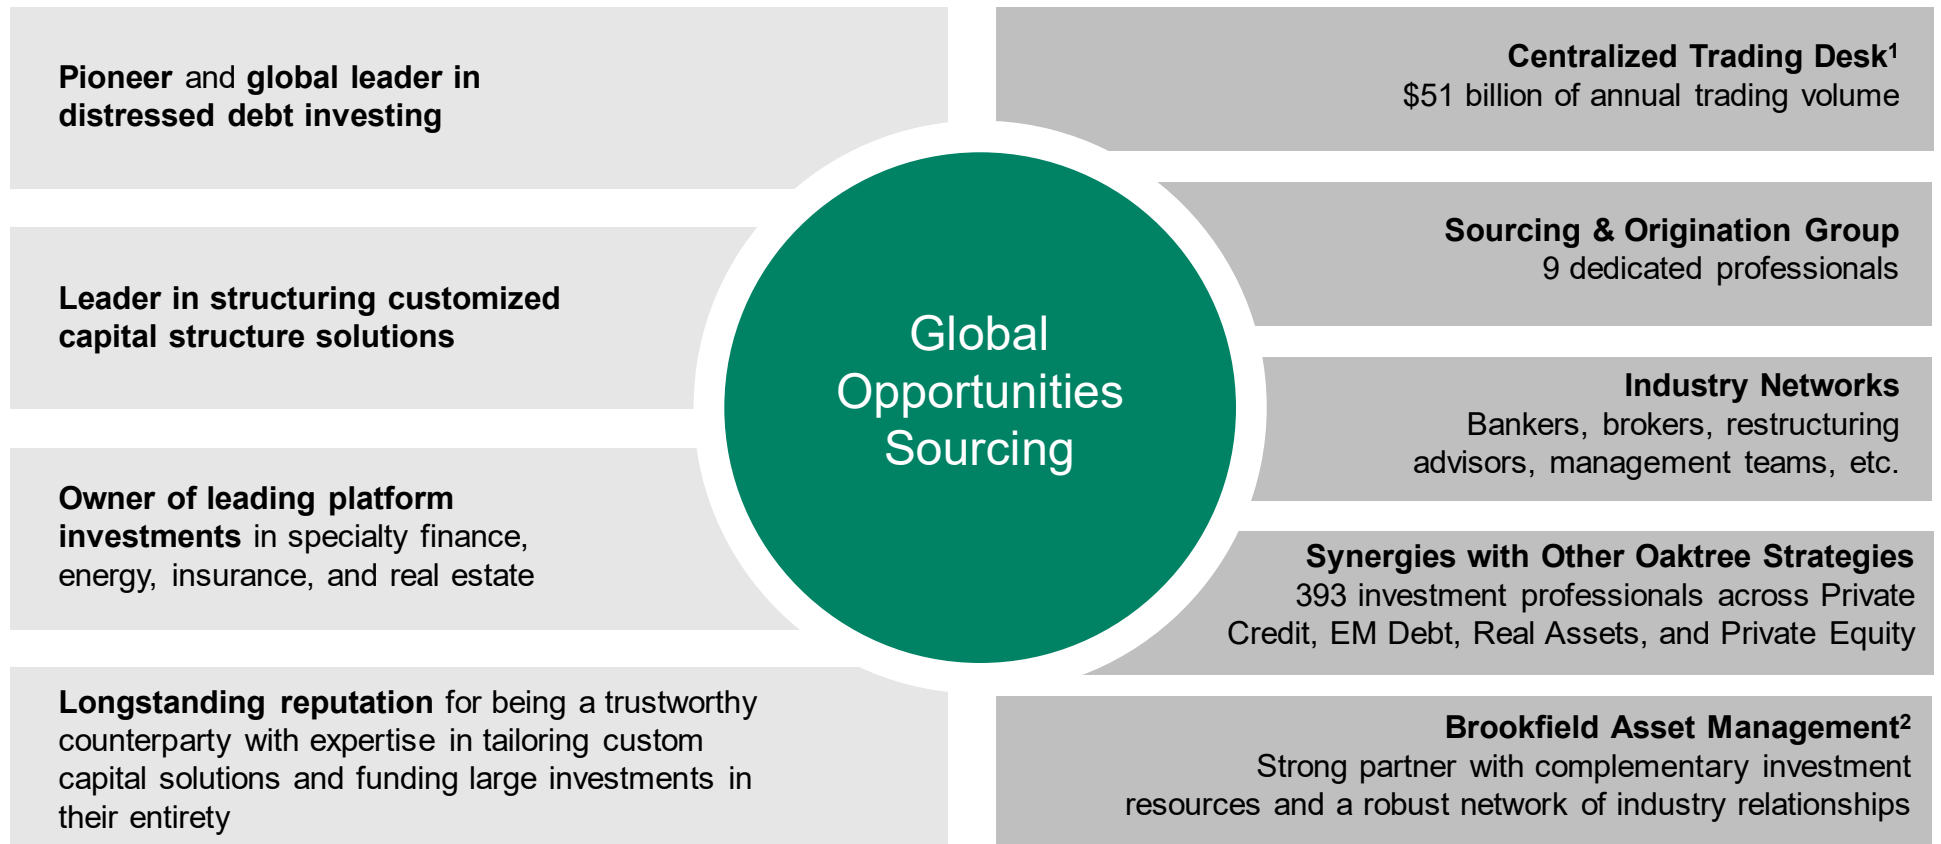 Pioneer and global leader in
distressed debt investing
Leader in structuring customized
capital structure solutions
Owner of leading platform
investments in specialty finance,
energy, insurance, and real estate
Longstanding reputation for being a trustworthy
counterparty with expertise in tailoring custom
capital solutions and funding large investments in
their entirety
Global
Opportunities
Sourcing
Centralized Trading Desk¹
$51 billion of annual trading volume
Sourcing & Origination Group
9 dedicated professionals
Industry Networks
Bankers, brokers, restructuring
advisors, management teams, etc.
Synergies with Other Oaktree Strategies
393 investment professionals across Private
Credit, EM Debt, Real Assets, and Private Equity
Brookfield Asset Management²
Strong partner with complementary investment
resources and a robust network of industry relationships